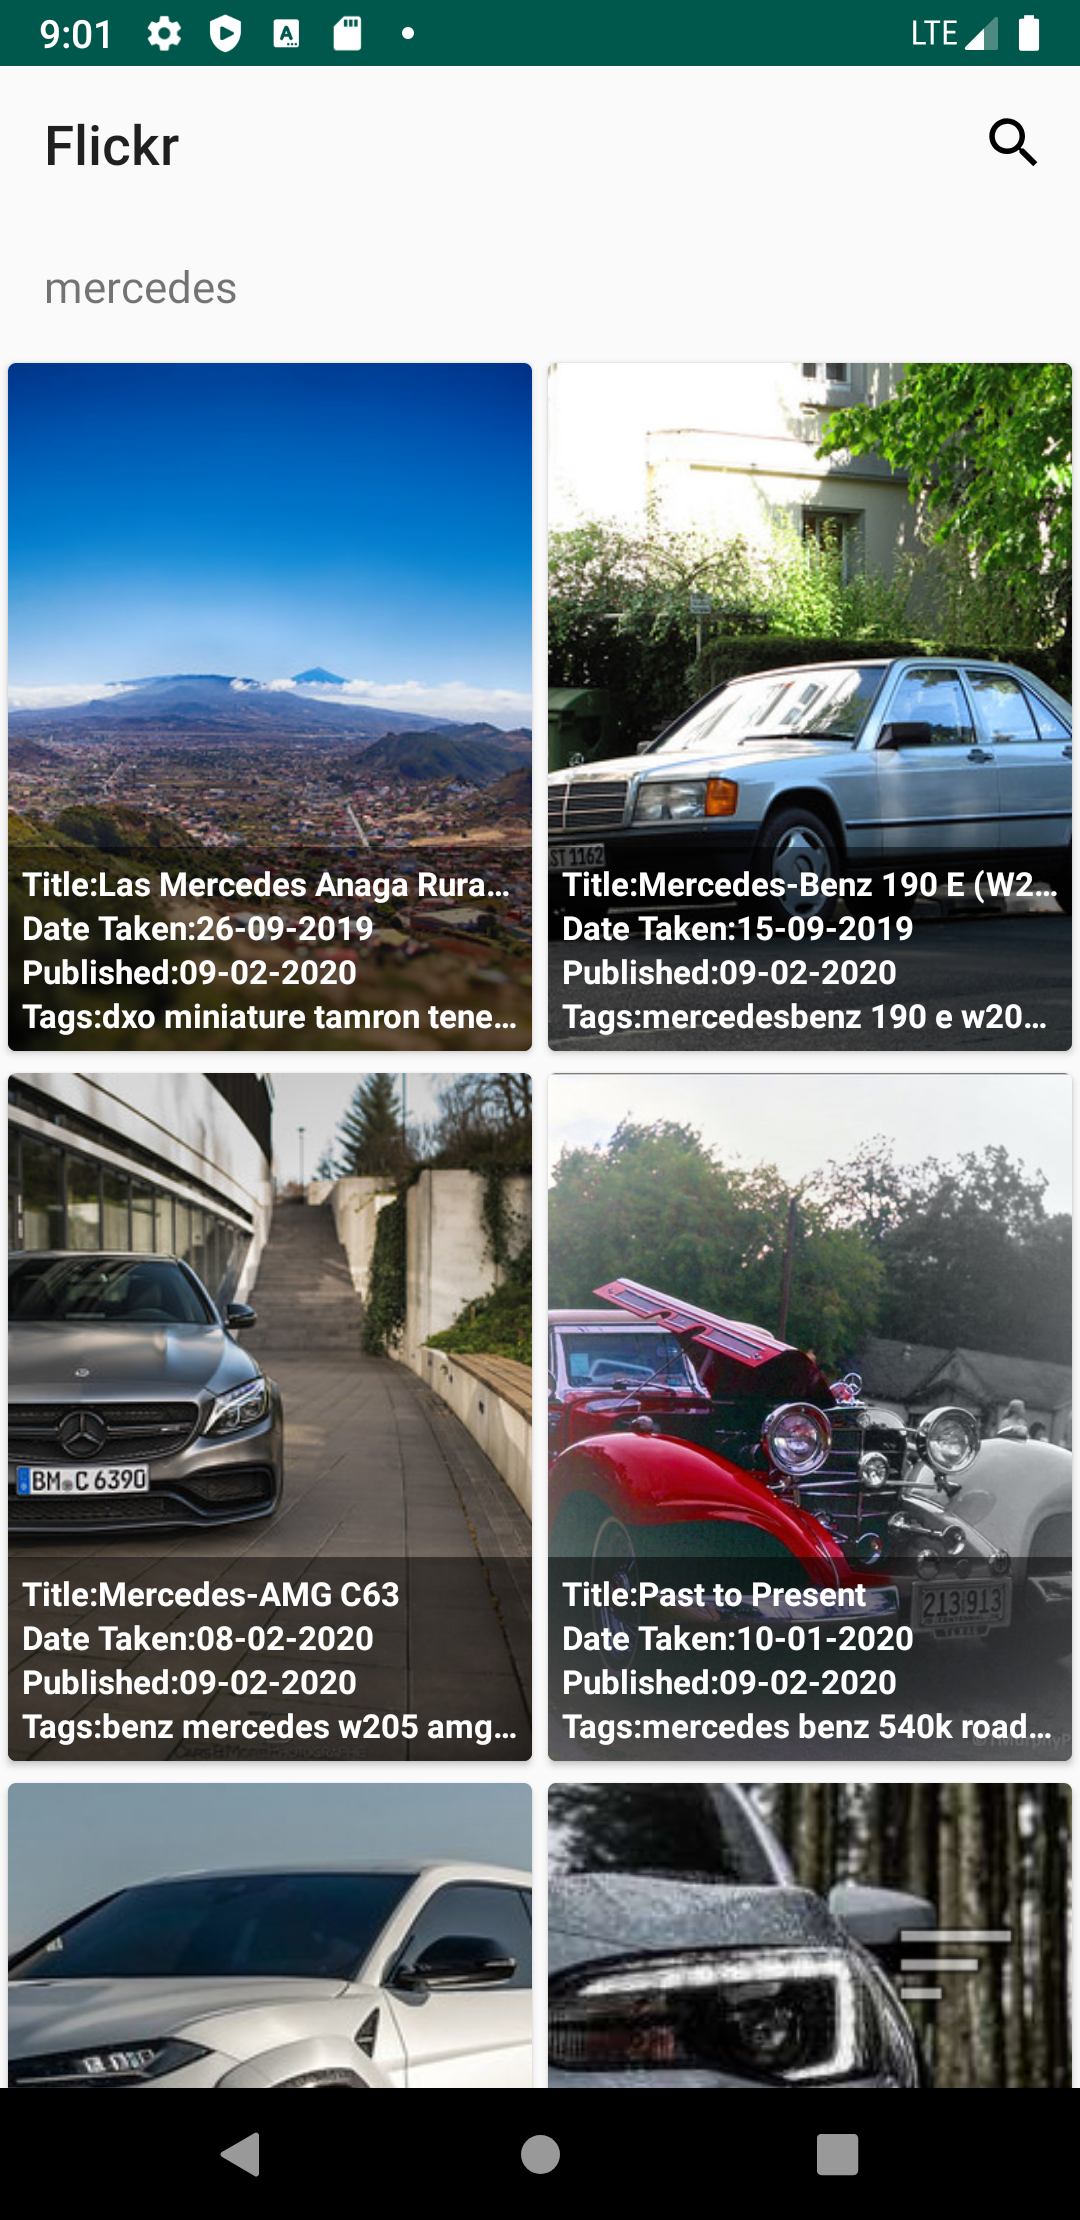 9:01
LTE
Flickr
mercedes
Title:Las Mercedes Anaga Rura...
Date Taken:26-09-2019
Published:09-02-2020
Tags:dxo miniature tamron tene...
ST 1162
Title:Mercedes-Benz 190 E (W2...
Date Taken:15-09-2019
Published:09-02-2020
Tags:mercedesbenz 190 e w20...
BM C 6390
Title:Mercedes-AMG C63
Date Taken:08-02-2020
Published:09-02-2020
Tags:benz mercedes w205 amg...
213 913
Title:Past to Present
Date Taken:10-01-2020
Published:09-02-2020
Tags:mercedes benz 540k road...